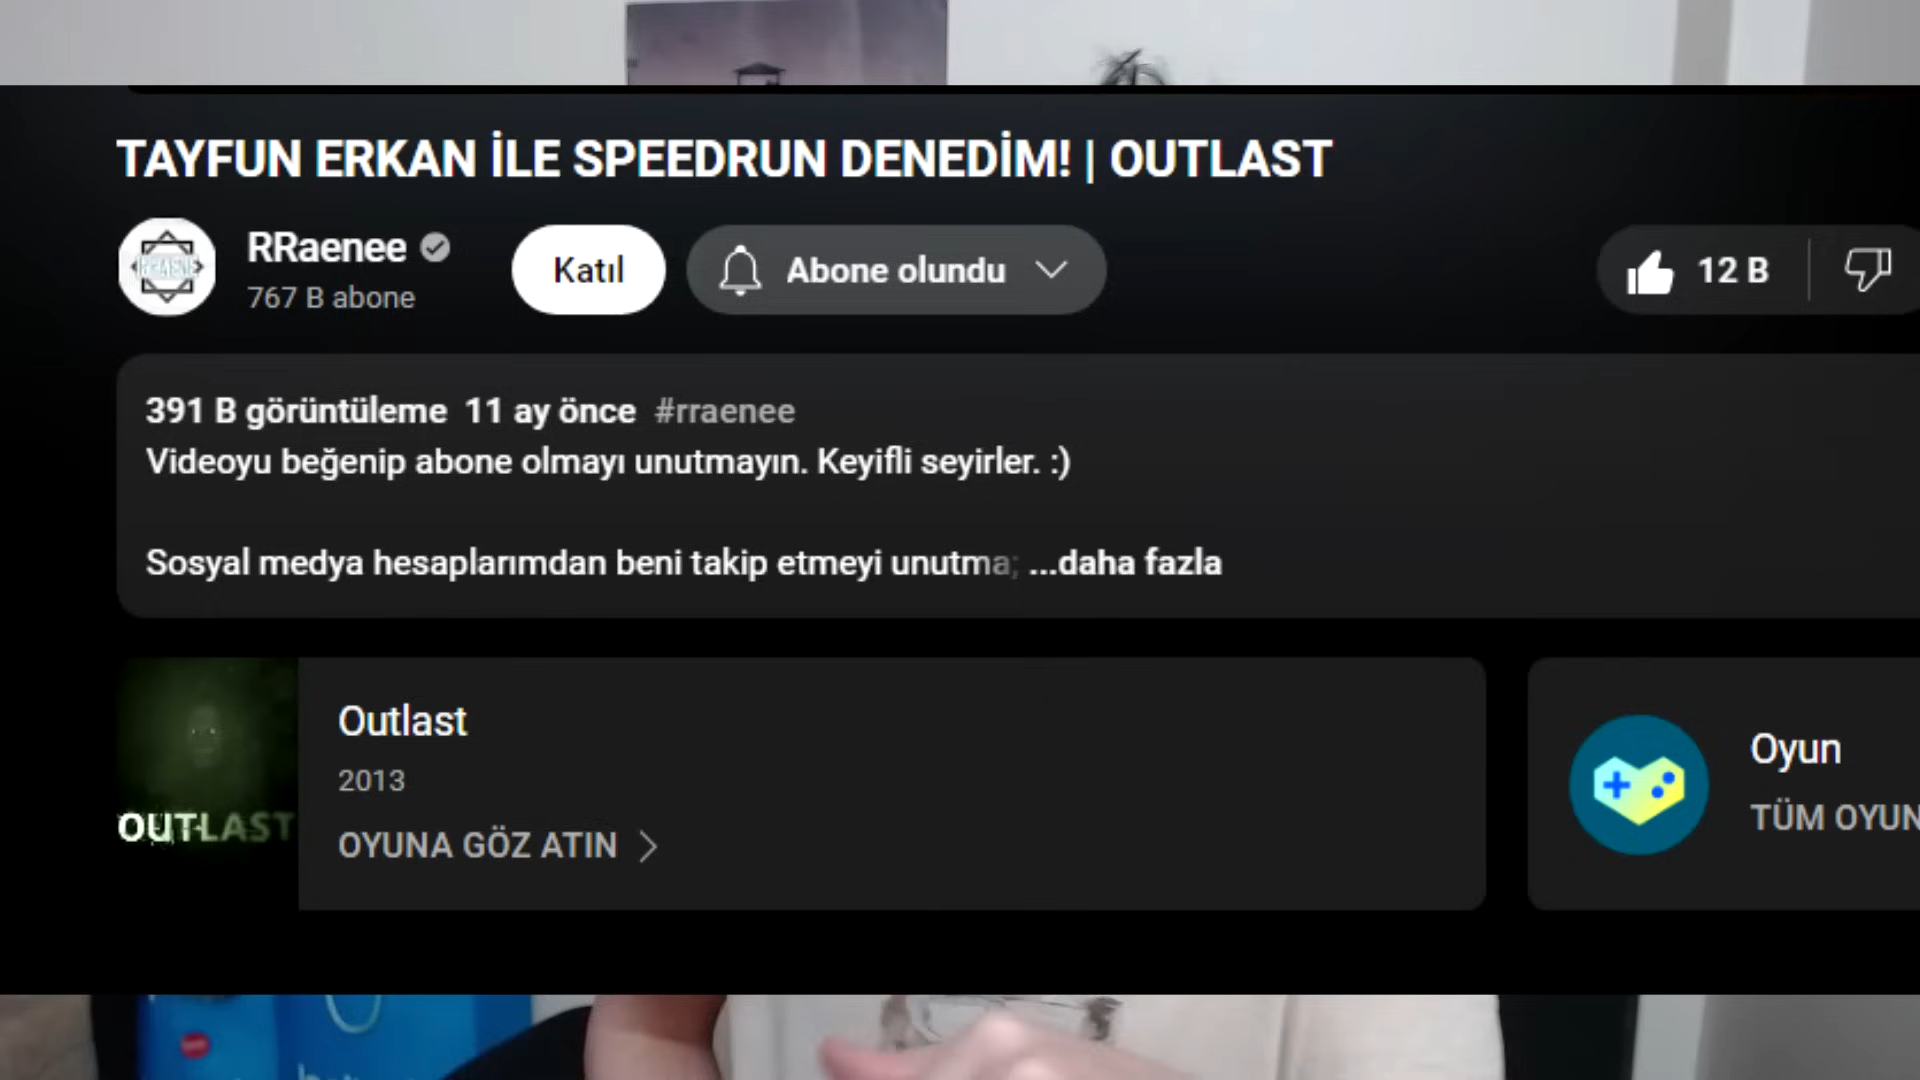 TAYFUN ERKAN İLE SPEEDRUN DENEDİM! | OUTLAST
RRaenee
767 B abone
Katıl
Abone olundu
12 B
391 B görüntüleme 11 ay önce #rraenee
Videoyu beğenip abone olmayı unutmayın. Keyifli seyirler. :)
Sosyal medya hesaplarımdan beni takip etmeyi unutma; ...daha fazla
OUTLAST
Outlast
2013
OYUNA GÖZ ATIN
Oyun
TÜM OYUN